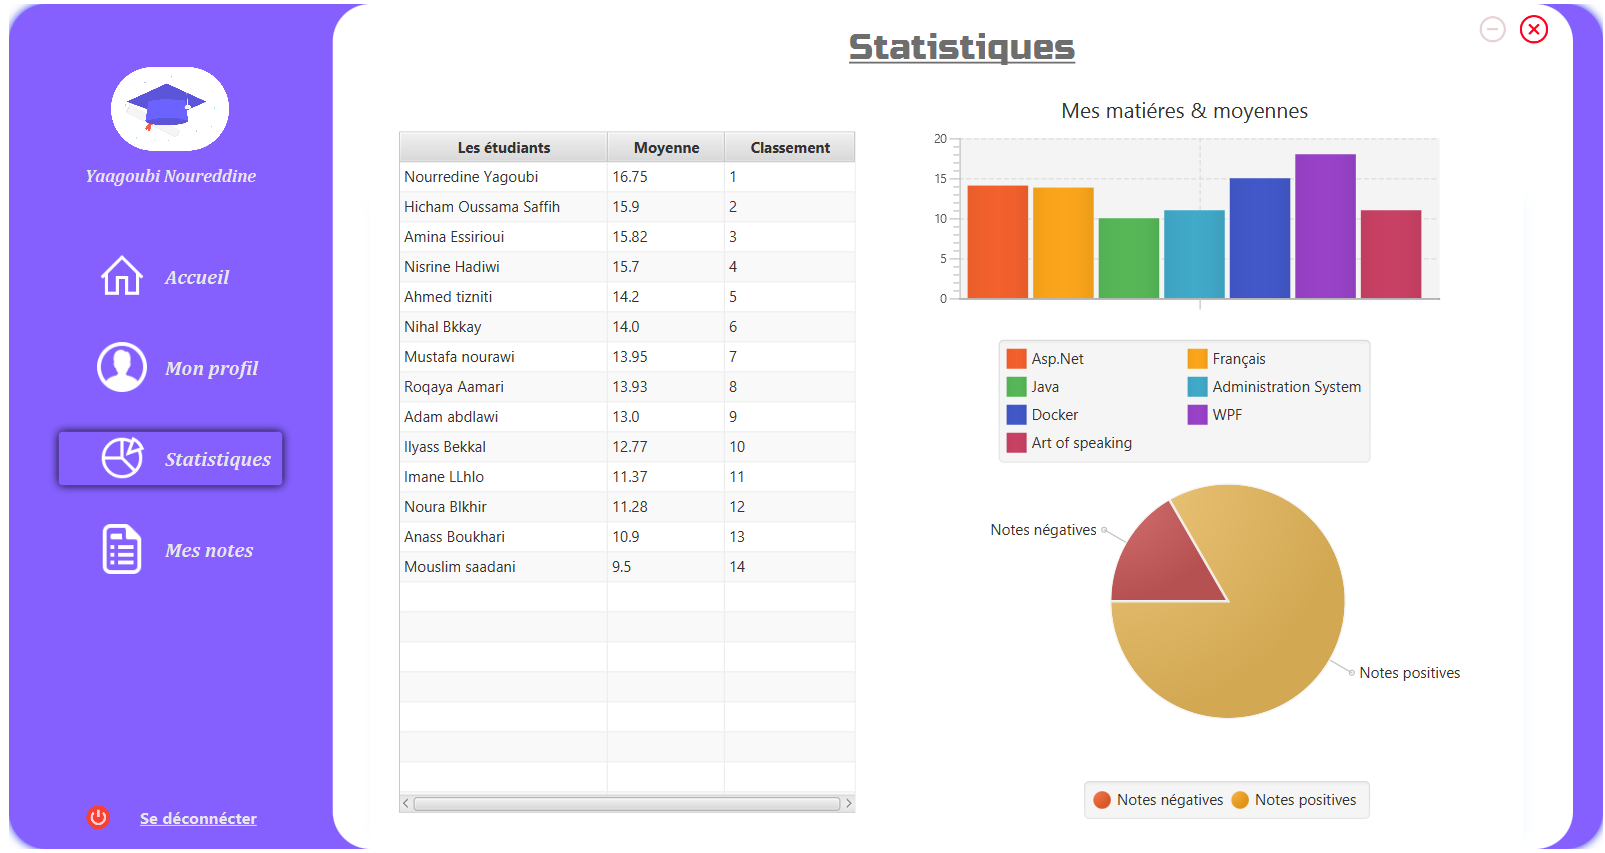 Statistiques
Yaagoubi Noureddine
Accueil
Mon profil
Statistiques
Mes notes
Se déconnécter
Les étudiants Moyenne Classement
Nourredine Yagoubi 16.75 1
Hicham Oussama Saffih 15.9 2
Amina Essirioui 15.82 3
Nisrine Hadiwi 15.7 4
Ahmed tizniti 14.2 5
Nihal Bkkay 14.0 6
Mustafa nourawi 13.95 7
Roqaya Aamari 13.93 8
Adam abdlawi 13.0 9
Ilyass Bekkal 12.77 10
Imane LLhlo 11.37 11
Noura Blkhir 11.28 12
Anass Boukhari 10.9 13
Mouslim saadani 9.5 14
Mes matiéres & moyennes
20
15
10
5
0
Asp.Net Français
Java Administration System
Docker WPF
Art of speaking
Notes négatives
Notes positives
Notes négatives Notes positives